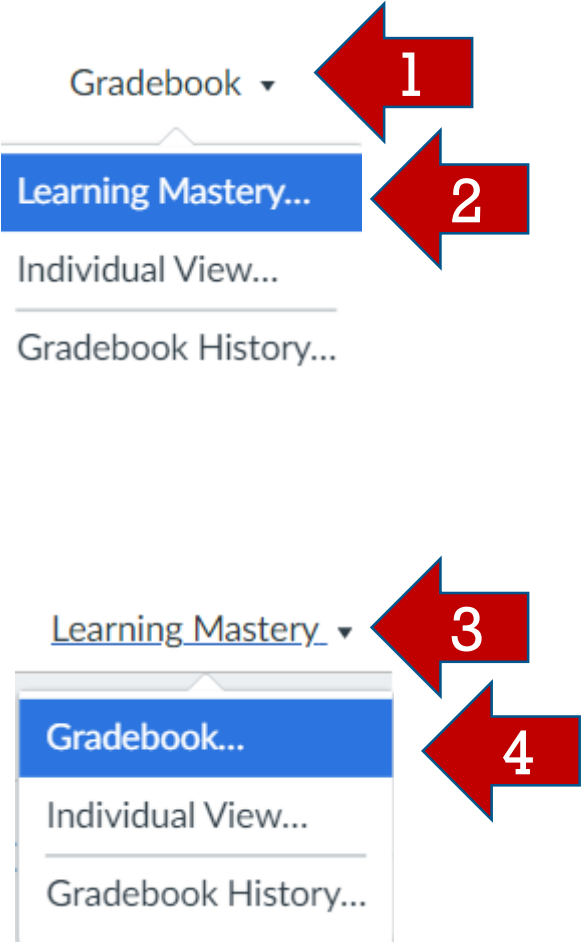 Gradebook 1
Learning Mastery... 2
Individual View...
Gradebook History...
Learning Mastery 3
Gradebook... 4
Individual View...
Gradebook History...